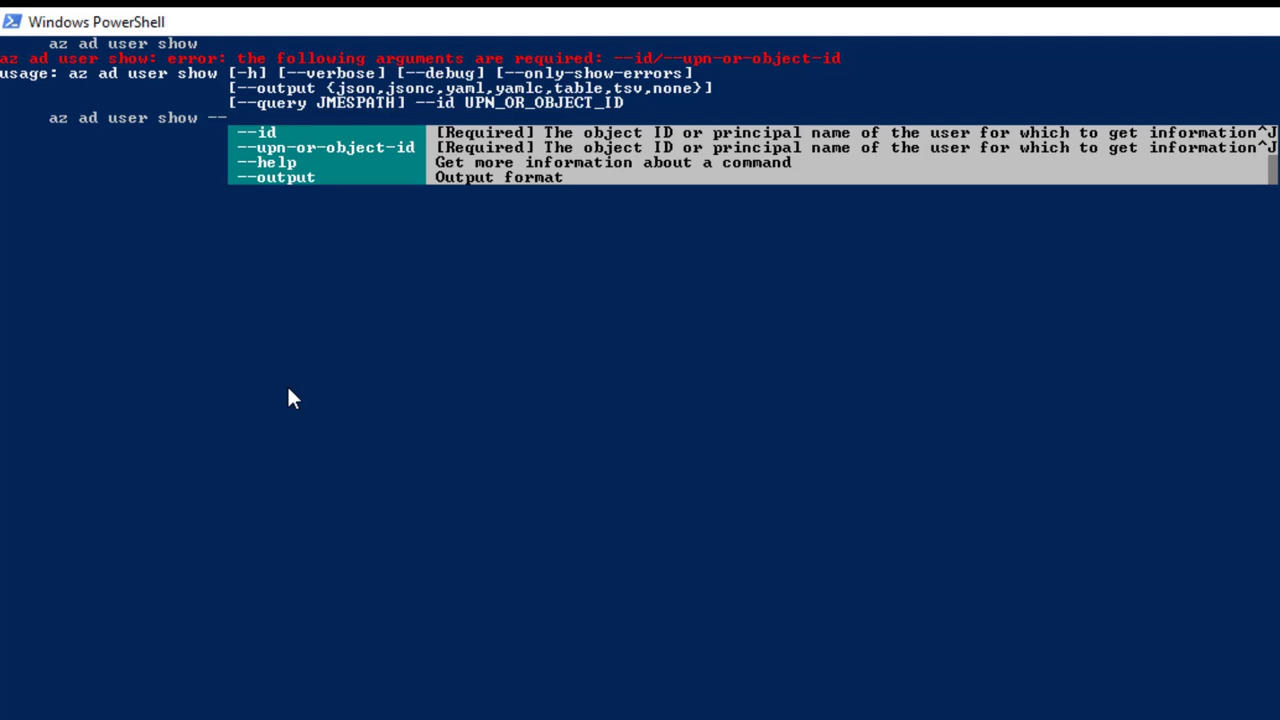 Windows PowerShell
az ad user show
az ad user show: error: the following arguments are required: --id/--upn-or-object-id
usage: az ad user show [-h] [--verbose] [--debug] [--only-show-errors]
[--output {json,jsonc,yaml,yamlc,table,tsv,none}]
[--query JMESPATH] --id UPN_OR_OBJECT_ID
az ad user show --
--id [Required] The object ID or principal name of the user for which to get information^J
--upn-or-object-id [Required] The object ID or principal name of the user for which to get information^J
--help Get more information about a command
--output Output format